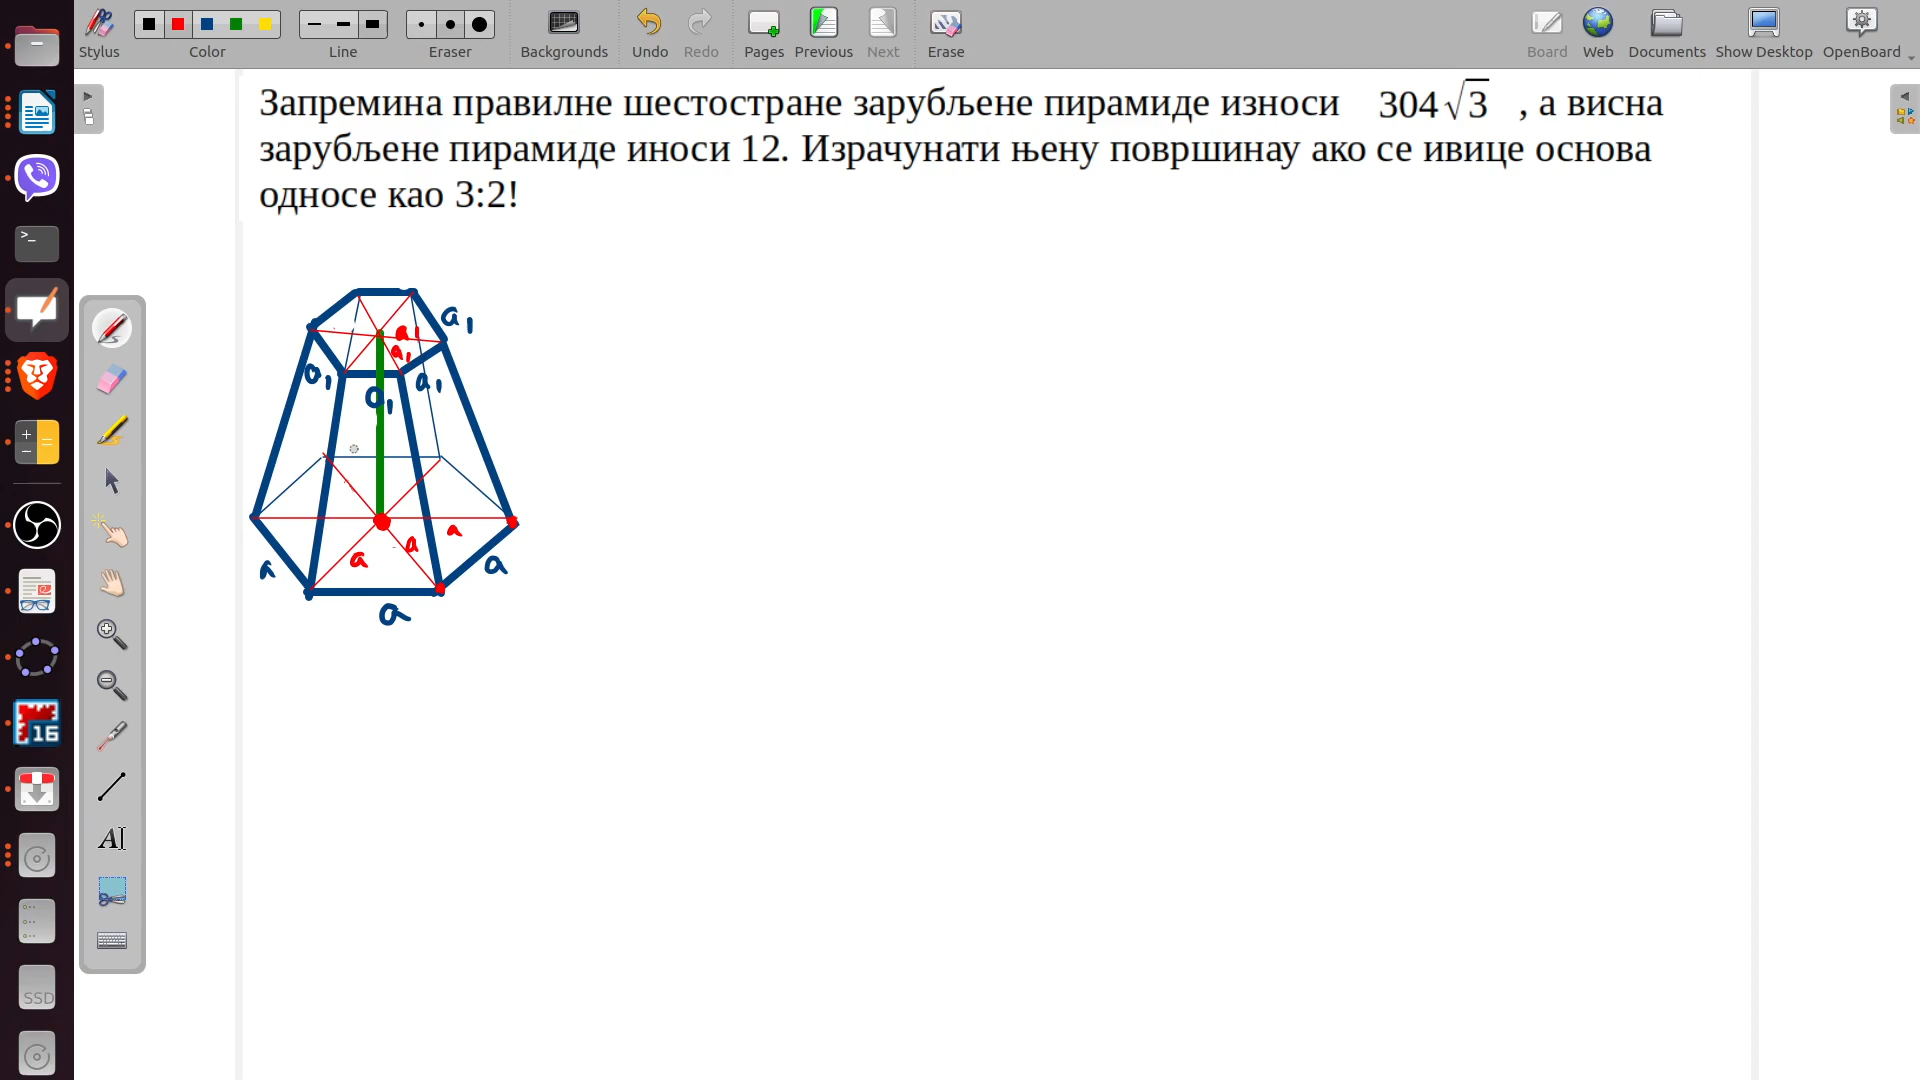 Stylus Color Line Eraser Backgrounds Undo Redo Pages Previous Next Erase Board Web Documents Show Desktop OpenBoard
Запремина правилне шестостране зарубљене пирамиде износи 304√3 , а висна
зарубљене пирамиде иноси 12. Израчунати њену површинау ако се ивице основа
односе као 3:2!
a₁
a₁
a₁
a₁ a₁
a₁
a
a
a
a
a a
a
16
AI
SSD